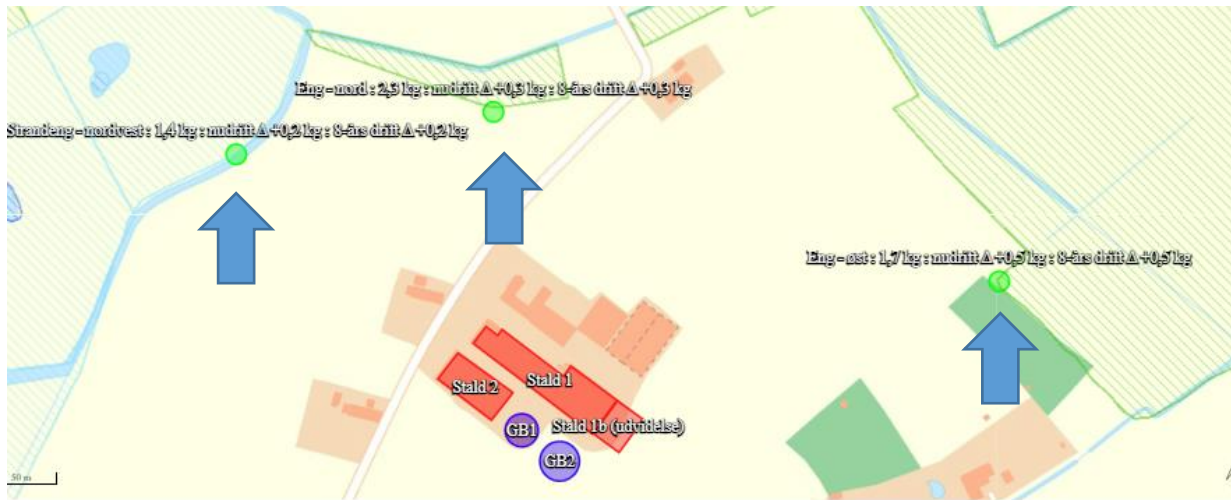 Eng - nord : 2,3 kg : nudrift Δ +0,3 kg : 8-års drift Δ +0,3 kg
Strandeng - nordvest : 1,4 kg : nudrift Δ +0,2 kg : 8-års drift Δ +0,2 kg
Eng - øst : 1,7 kg : nudrift Δ +0,5 kg : 8-års drift Δ +0,5 kg
Stald 1
Stald 2
GB1
Stald 1b (udvidelse)
GB2
50 m